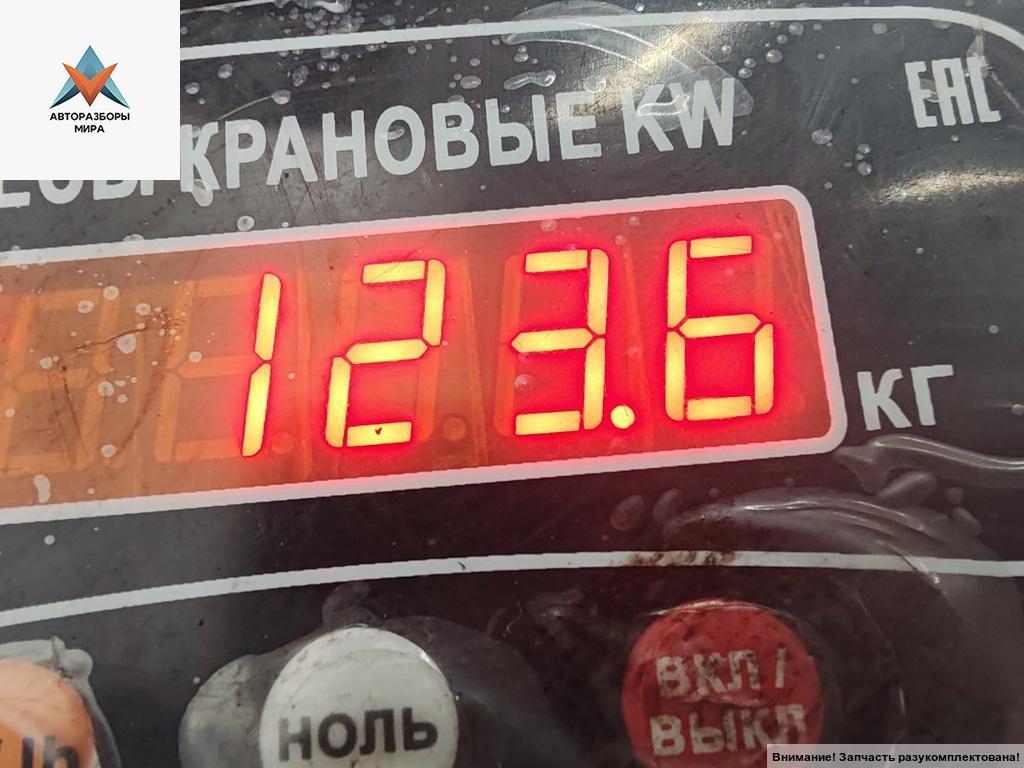 АВТОРАЗБОРЫ
МИРА
КРАНОВЫЕ KW
EAC
123.6
КГ
НОЛЬ
ВКЛ /
ВЫКЛ
Внимание! Запчасть разукомплектована!